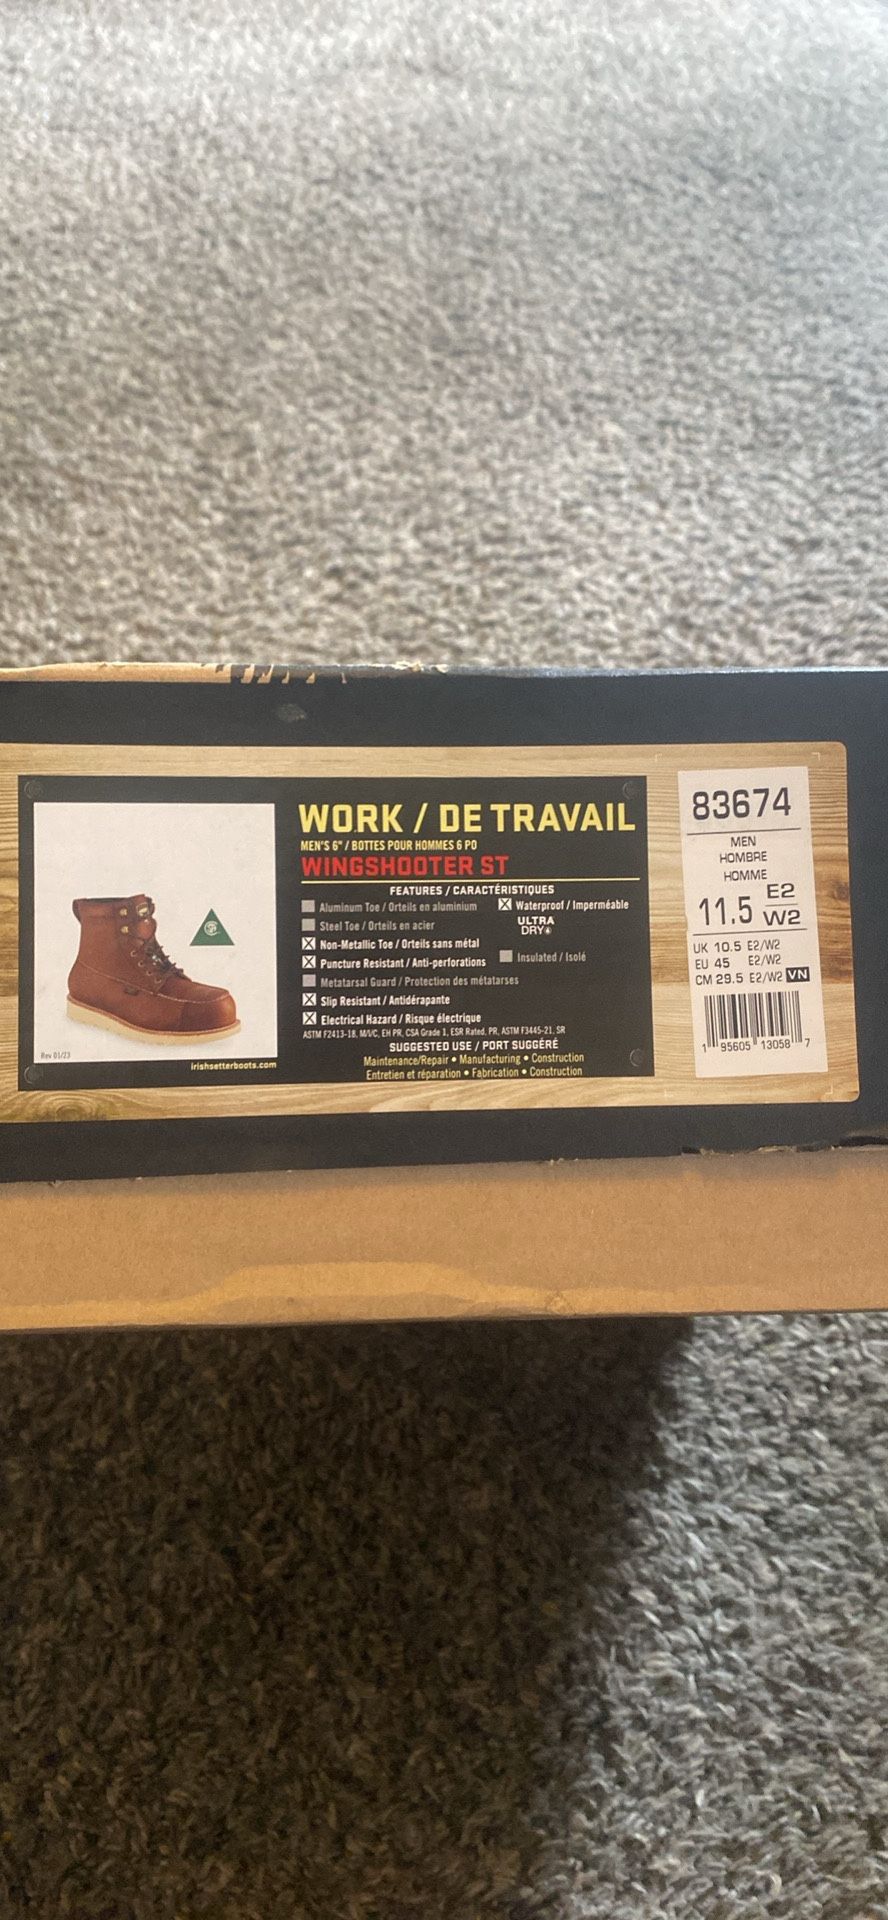 WORK / DE TRAVAIL
MEN'S 6" / BOTTES POUR HOMMES 6 PO
WINGSHOOTER ST
FEATURES / CARACTÉRISTIQUES
Aluminum Toe / Orteils en aluminium
Steel Toe / Orteils en acier
Non-Metallic Toe / Orteils sans métal
Puncture Resistant / Anti-perforations
Metatarsal Guard / Protection des métatarses
Slip Resistant / Antidérapante
Electrical Hazard / Risque électrique
Waterproof / Imperméable
ULTRA
DRY
Insulated / Isolé
ASTM F2413-18, M/I/C, EH PR, CSA Grade 1, ESR Rated, PR, ASTM F3445-21, SR
SUGGESTED USE / PORT SUGGÉRÉ
Maintenance/Repair • Manufacturing • Construction
Entretien et réparation • Fabrication • Construction
Rev 01/23
irishsetterboots.com
83674
MEN
HOMBRE
HOMME
11.5 E2
W2
UK 10.5 E2/W2
EU 45 E2/W2
CM 29.5 E2/W2 VN
1 95605 13058 7